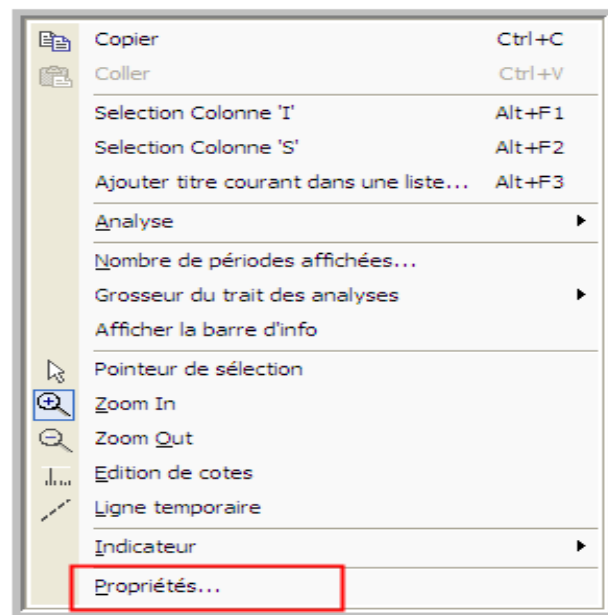 Copier Ctrl+C
Coller Ctrl+V
Selection Colonne 'I' Alt+F1
Selection Colonne 'S' Alt+F2
Ajouter titre courant dans une liste... Alt+F3
Analyse
Nombre de périodes affichées...
Grosseur du trait des analyses
Afficher la barre d'info
Pointeur de sélection
Zoom In
Zoom Out
Edition de cotes
Ligne temporaire
Indicateur
Propriétés...